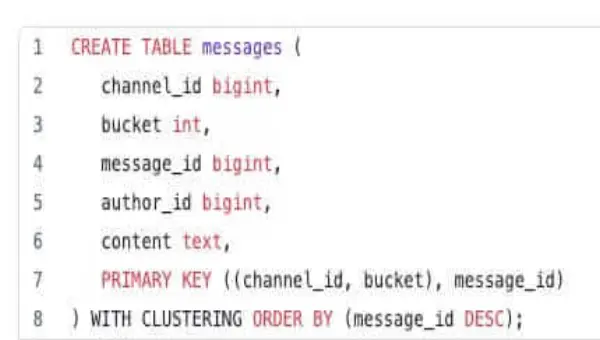 1 CREATE TABLE messages (
2 channel_id bigint,
3 bucket int,
4 message_id bigint,
5 author_id bigint,
6 content text,
7 PRIMARY KEY ((channel_id, bucket), message_id)
8 ) WITH CLUSTERING ORDER BY (message_id DESC);